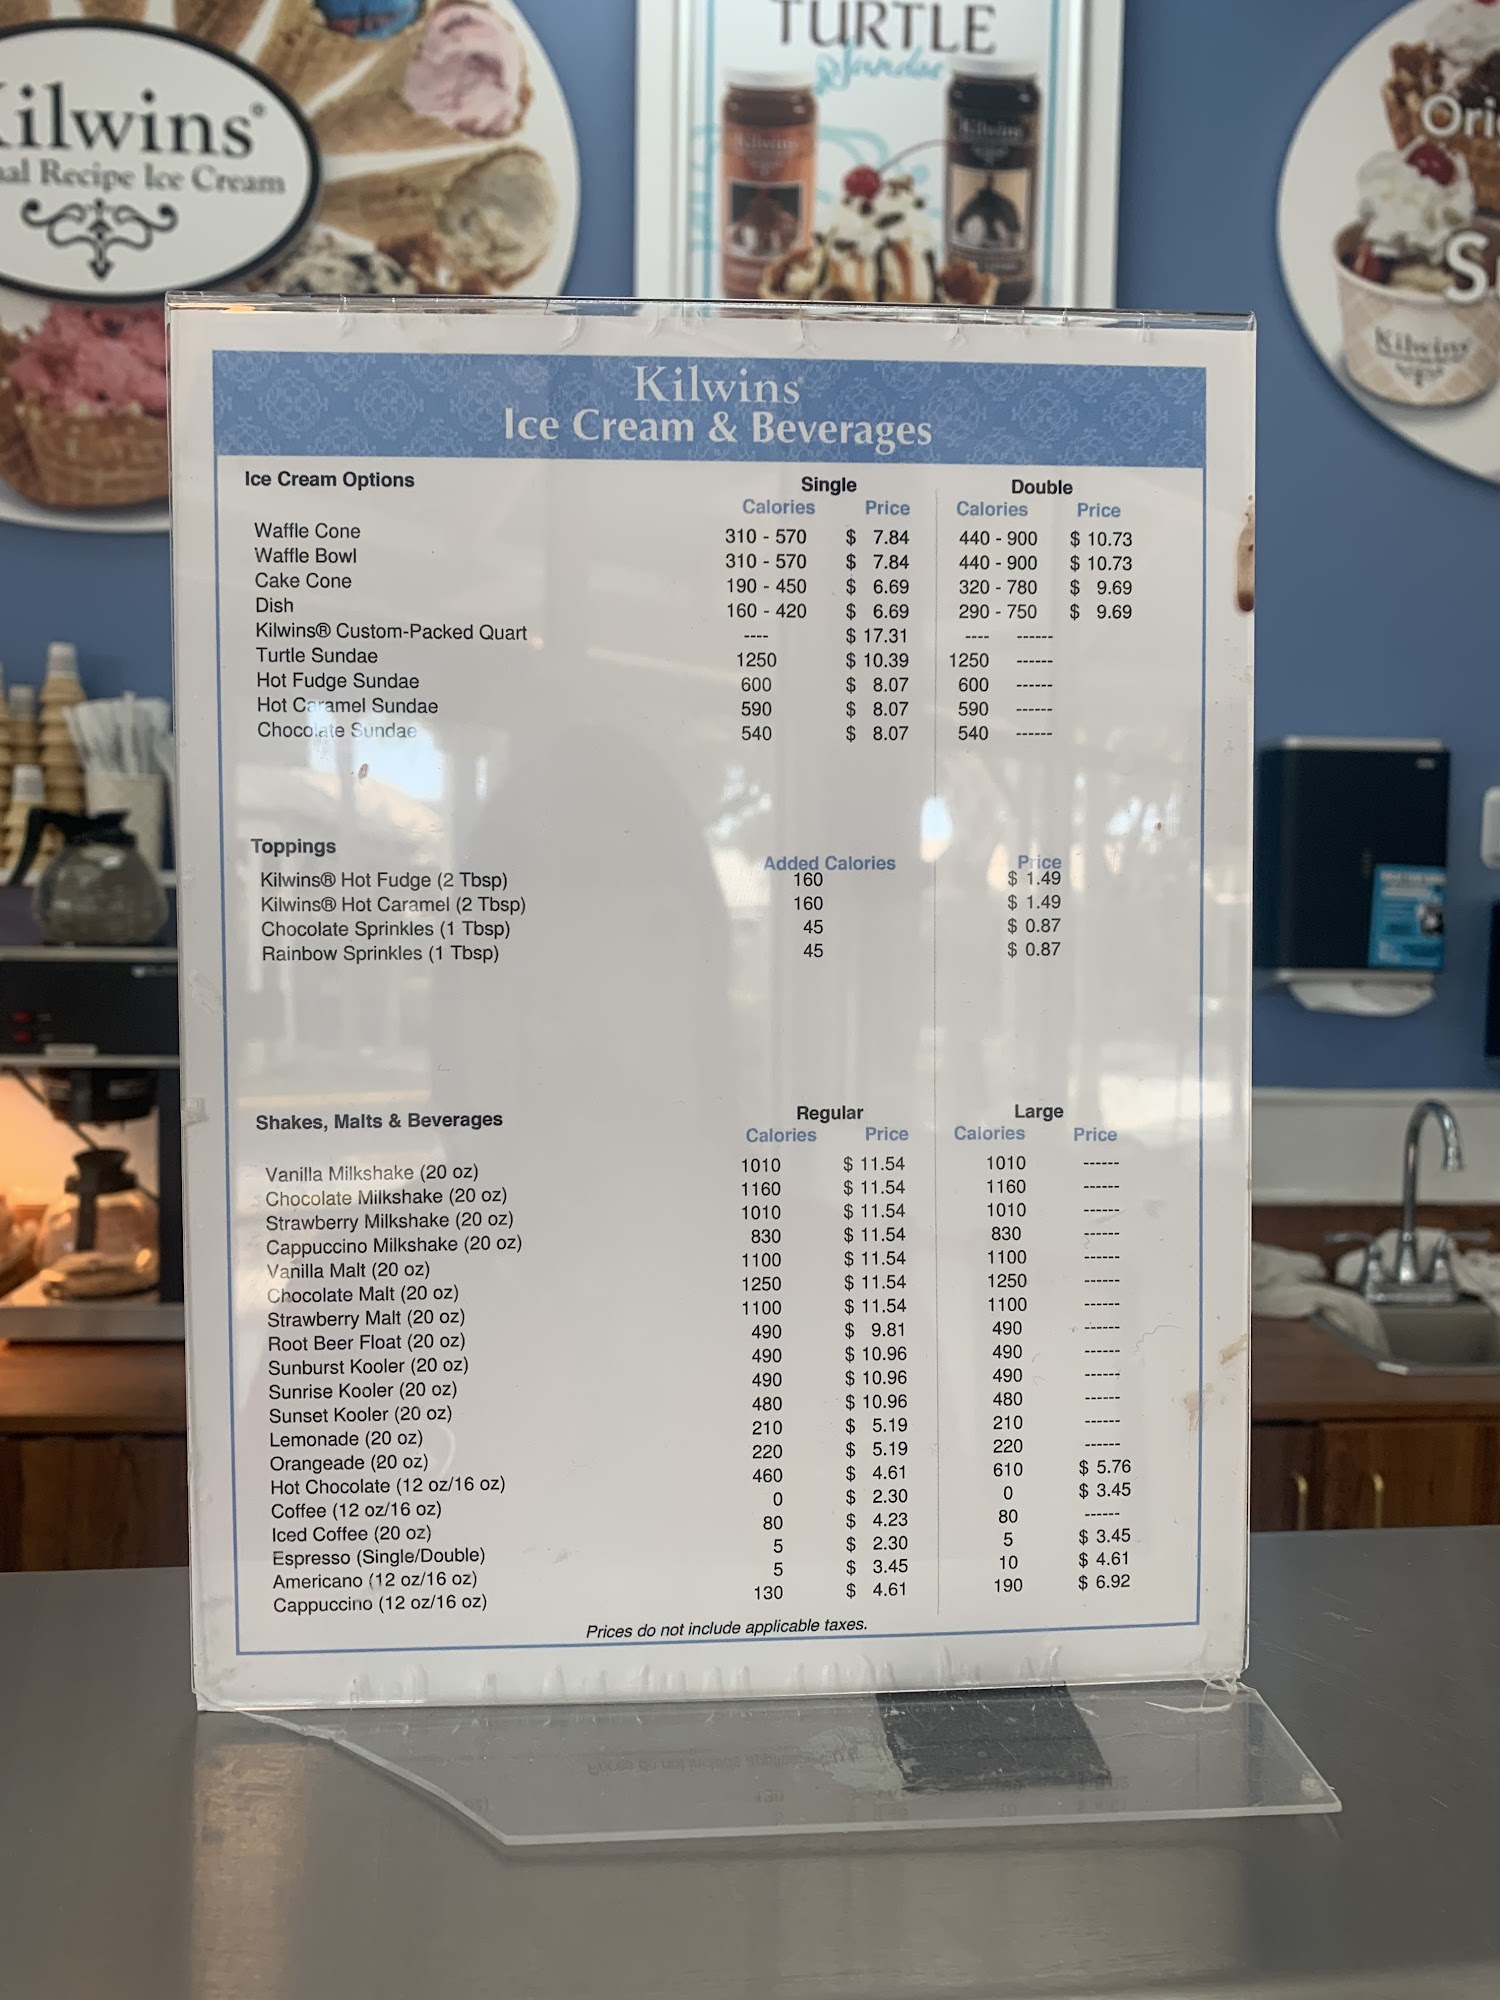 ilwins®
al Recipe Ice Cream
TURTLE
Sundae
Kilwins
Kilwins
Ori
S
Kilwins
Kilwins
Ice Cream & Beverages
Ice Cream Options Single Double
Calories Price Calories Price
Waffle Cone 310 - 570 $ 7.84 440 - 900 $ 10.73
Waffle Bowl 310 - 570 $ 7.84 440 - 900 $ 10.73
Cake Cone 190 - 450 $ 6.69 320 - 780 $ 9.69
Dish 160 - 420 $ 6.69 290 - 750 $ 9.69
Kilwins® Custom-Packed Quart ---- $ 17.31 ---- ------
Turtle Sundae 1250 $ 10.39 1250 ------
Hot Fudge Sundae 600 $ 8.07 600 ------
Hot Caramel Sundae 590 $ 8.07 590 ------
Chocolate Sundae 540 $ 8.07 540 ------
Toppings Added Calories Price
Kilwins® Hot Fudge (2 Tbsp) 160 $ 1.49
Kilwins® Hot Caramel (2 Tbsp) 160 $ 1.49
Chocolate Sprinkles (1 Tbsp) 45 $ 0.87
Rainbow Sprinkles (1 Tbsp) 45 $ 0.87
Shakes, Malts & Beverages Regular Large
Calories Price Calories Price
Vanilla Milkshake (20 oz) 1010 $ 11.54 1010 ------
Chocolate Milkshake (20 oz) 1160 $ 11.54 1160 ------
Strawberry Milkshake (20 oz) 1010 $ 11.54 1010 ------
Cappuccino Milkshake (20 oz) 830 $ 11.54 830 ------
Vanilla Malt (20 oz) 1100 $ 11.54 1100 ------
Chocolate Malt (20 oz) 1250 $ 11.54 1250 ------
Strawberry Malt (20 oz) 1100 $ 11.54 1100 ------
Root Beer Float (20 oz) 490 $ 9.81 490 ------
Sunburst Kooler (20 oz) 490 $ 10.96 490 ------
Sunrise Kooler (20 oz) 490 $ 10.96 490 ------
Sunset Kooler (20 oz) 480 $ 10.96 480 ------
Lemonade (20 oz) 210 $ 5.19 210 ------
Orangeade (20 oz) 220 $ 5.19 220 ------
Hot Chocolate (12 oz/16 oz) 460 $ 4.61 610 $ 5.76
Coffee (12 oz/16 oz) 0 $ 2.30 0 $ 3.45
Iced Coffee (20 oz) 80 $ 4.23 80 ------
Espresso (Single/Double) 5 $ 2.30 5 $ 3.45
Americano (12 oz/16 oz) 5 $ 3.45 10 $ 4.61
Cappuccino (12 oz/16 oz) 130 $ 4.61 190 $ 6.92
Prices do not include applicable taxes.